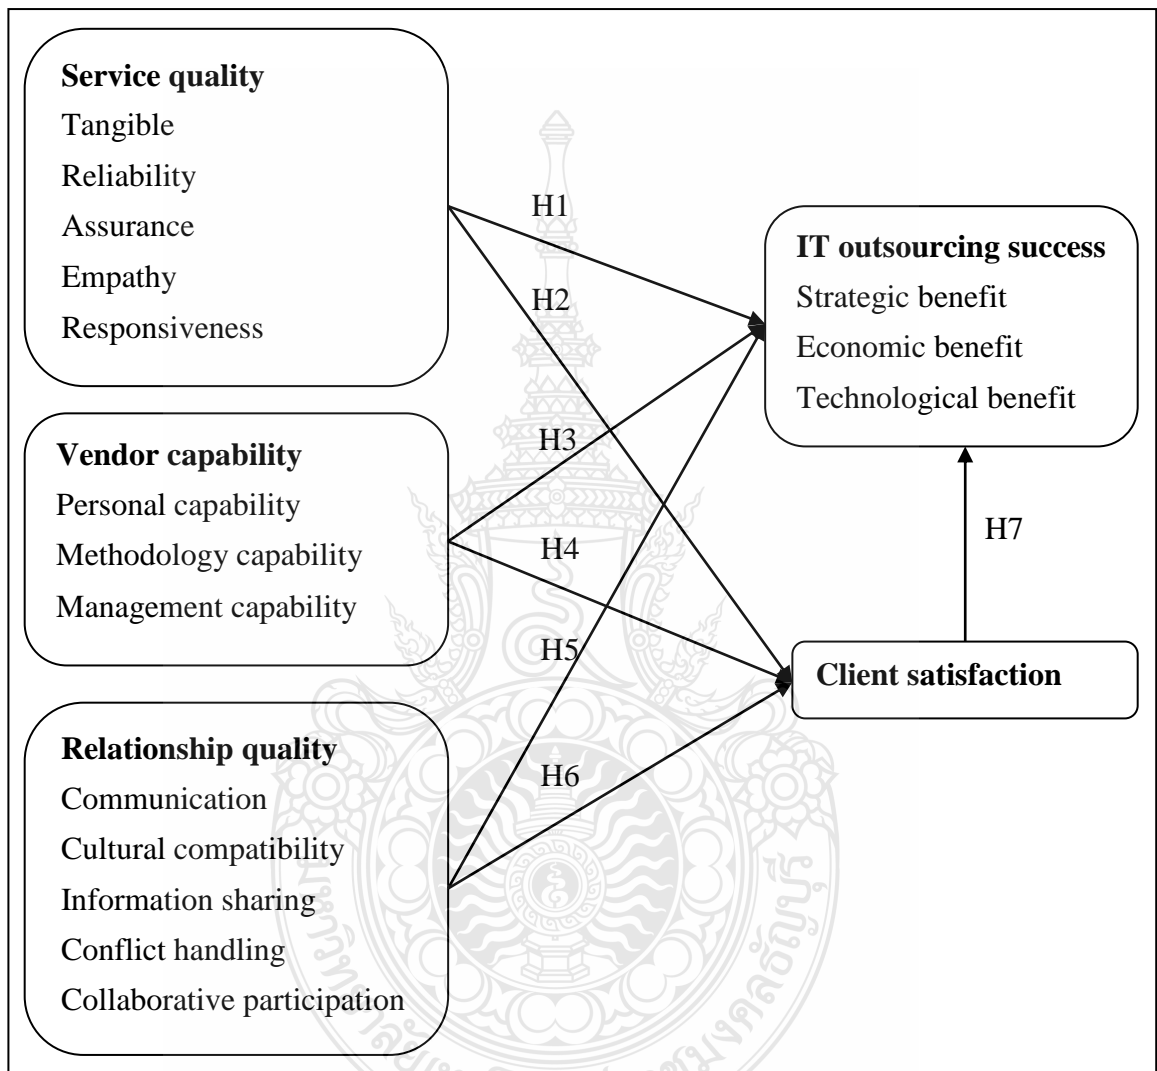 Service quality
Tangible
Reliability
Assurance
Empathy
Responsiveness
Vendor capability
Personal capability
Methodology capability
Management capability
Relationship quality
Communication
Cultural compatibility
Information sharing
Conflict handling
Collaborative participation
H1
H2
H3
H4
H5
H6
IT outsourcing success
Strategic benefit
Economic benefit
Technological benefit
H7
Client satisfaction